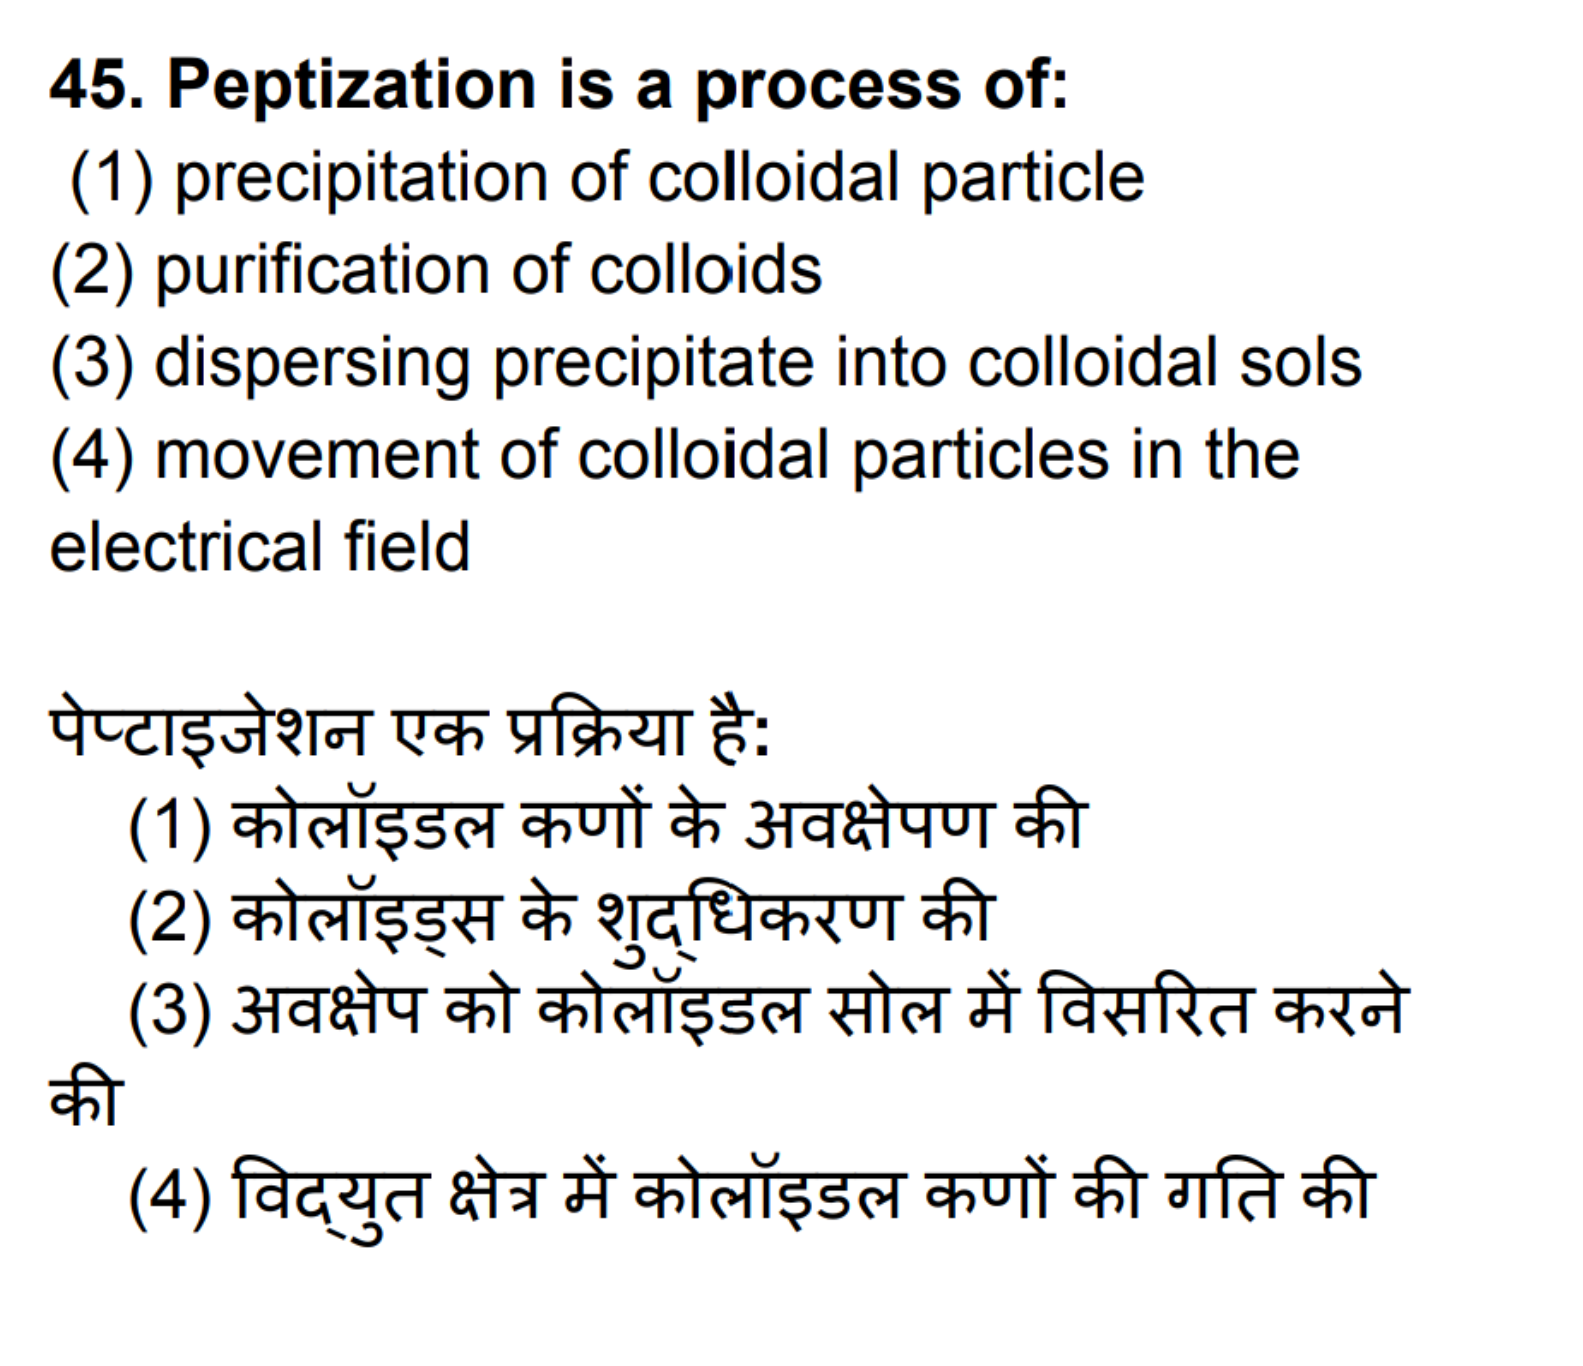 45. Peptization is a process of:
(1) precipitation of colloidal particle
(2) purification of colloids
(3) dispersing precipitate into colloidal sols
(4) movement of colloidal particles in the
electrical field
पेप्टाइजेशन एक प्रक्रिया है:
(1) कोलॉइडल कणों के अवक्षेपण की
(2) कोलॉइड्स के शुद्धिकरण की
(3) अवक्षेप को कोलॉइडल सोल में विसरित करने
की
(4) विद्युत क्षेत्र में कोलॉइडल कणों की गति की